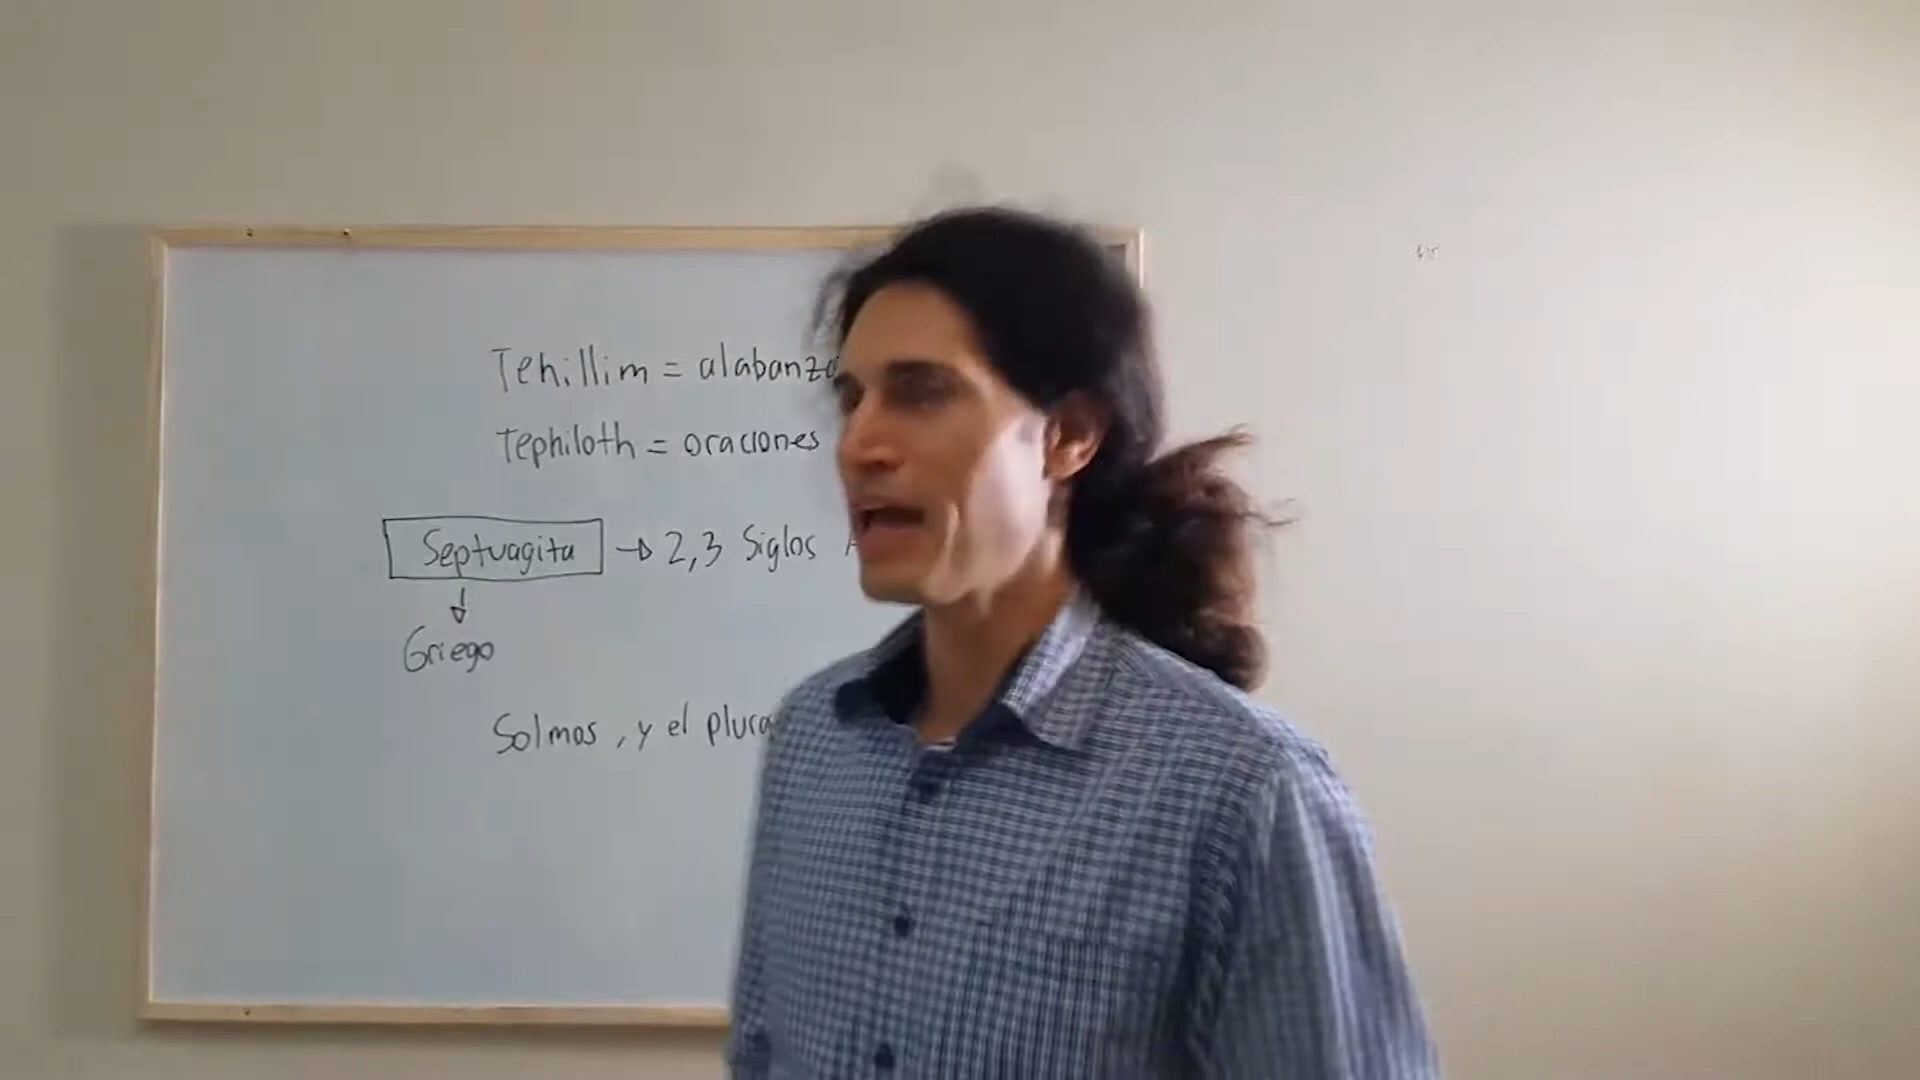 Tehillim = alabanza
Tephiloth = oraciones
Septuagita → 2,3 Siglos A
↓
Griego
Solmos, y el plura